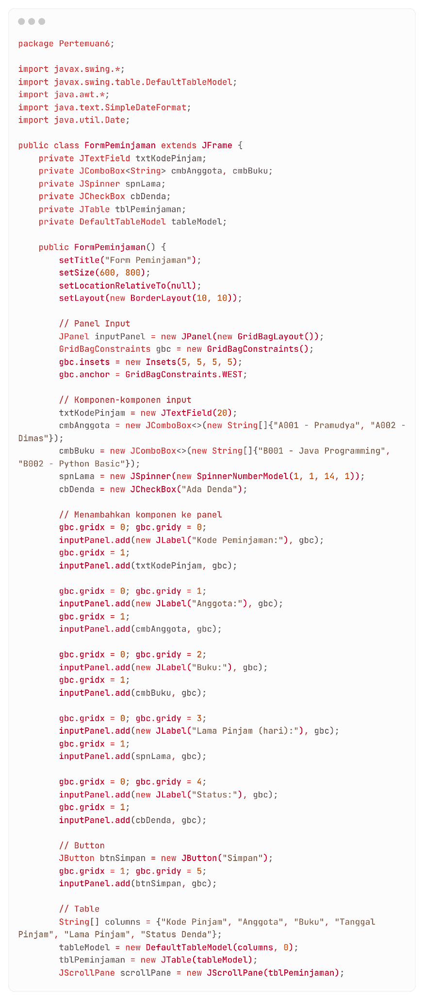 package Pertemuan6;

import javax.swing.*;
import javax.swing.table.DefaultTableModel;
import java.awt.*;
import java.text.SimpleDateFormat;
import java.util.Date;

public class FormPeminjaman extends JFrame {
    private JTextField txtKodePinjam;
    private JComboBox<String> cmbAnggota, cmbBuku;
    private JSpinner spnLama;
    private JCheckBox cbDenda;
    private JTable tblPeminjaman;
    private DefaultTableModel tableModel;

    public FormPeminjaman() {
        setTitle("Form Peminjaman");
        setSize(600, 800);
        setLocationRelativeTo(null);
        setLayout(new BorderLayout(10, 10));

        // Panel Input
        JPanel inputPanel = new JPanel(new GridBagLayout());
        GridBagConstraints gbc = new GridBagConstraints();
        gbc.insets = new Insets(5, 5, 5, 5);
        gbc.anchor = GridBagConstraints.WEST;

        // Komponen-komponen input
        txtKodePinjam = new JTextField(20);
        cmbAnggota = new JComboBox<>(new String[]{"A001 - Pramudya", "A002 -
Dimas"});
        cmbBuku = new JComboBox<>(new String[]{"B001 - Java Programming",
"B002 - Python Basic"});
        spnLama = new JSpinner(new SpinnerNumberModel(1, 1, 14, 1));
        cbDenda = new JCheckBox("Ada Denda");

        // Menambahkan komponen ke panel
        gbc.gridx = 0; gbc.gridy = 0;
        inputPanel.add(new JLabel("Kode Peminjaman:"), gbc);
        gbc.gridx = 1;
        inputPanel.add(txtKodePinjam, gbc);

        gbc.gridx = 0; gbc.gridy = 1;
        inputPanel.add(new JLabel("Anggota:"), gbc);
        gbc.gridx = 1;
        inputPanel.add(cmbAnggota, gbc);

        gbc.gridx = 0; gbc.gridy = 2;
        inputPanel.add(new JLabel("Buku:"), gbc);
        gbc.gridx = 1;
        inputPanel.add(cmbBuku, gbc);

        gbc.gridx = 0; gbc.gridy = 3;
        inputPanel.add(new JLabel("Lama Pinjam (hari):"), gbc);
        gbc.gridx = 1;
        inputPanel.add(spnLama, gbc);

        gbc.gridx = 0; gbc.gridy = 4;
        inputPanel.add(new JLabel("Status:"), gbc);
        gbc.gridx = 1;
        inputPanel.add(cbDenda, gbc);

        // Button
        JButton btnSimpan = new JButton("Simpan");
        gbc.gridx = 1; gbc.gridy = 5;
        inputPanel.add(btnSimpan, gbc);

        // Table
        String[] columns = {"Kode Pinjam", "Anggota", "Buku", "Tanggal
Pinjam", "Lama Pinjam", "Status Denda"};
        tableModel = new DefaultTableModel(columns, 0);
        tblPeminjaman = new JTable(tableModel);
        JScrollPane scrollPane = new JScrollPane(tblPeminjaman);